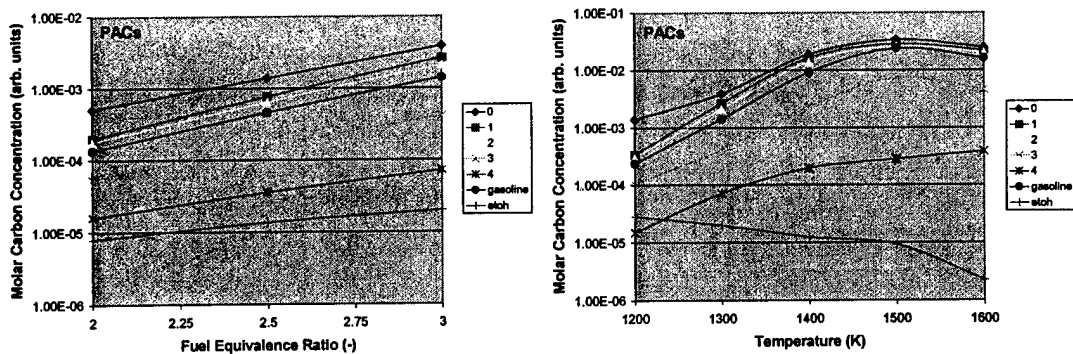 PACs
Molar Carbon Concentration (arb. units)
1.00E-02
1.00E-03
1.00E-04
1.00E-05
1.00E-06
2
2.25
2.5
2.75
3
Fuel Equivalence Ratio (-)
0
1
2
3
4
gasoline
etoh
PACs
Molar Carbon Concentration (arb. units)
1.00E-01
1.00E-02
1.00E-03
1.00E-04
1.00E-05
1.00E-06
1200
1300
1400
1500
1600
Temperature (K)
0
1
2
3
4
gasoline
etoh